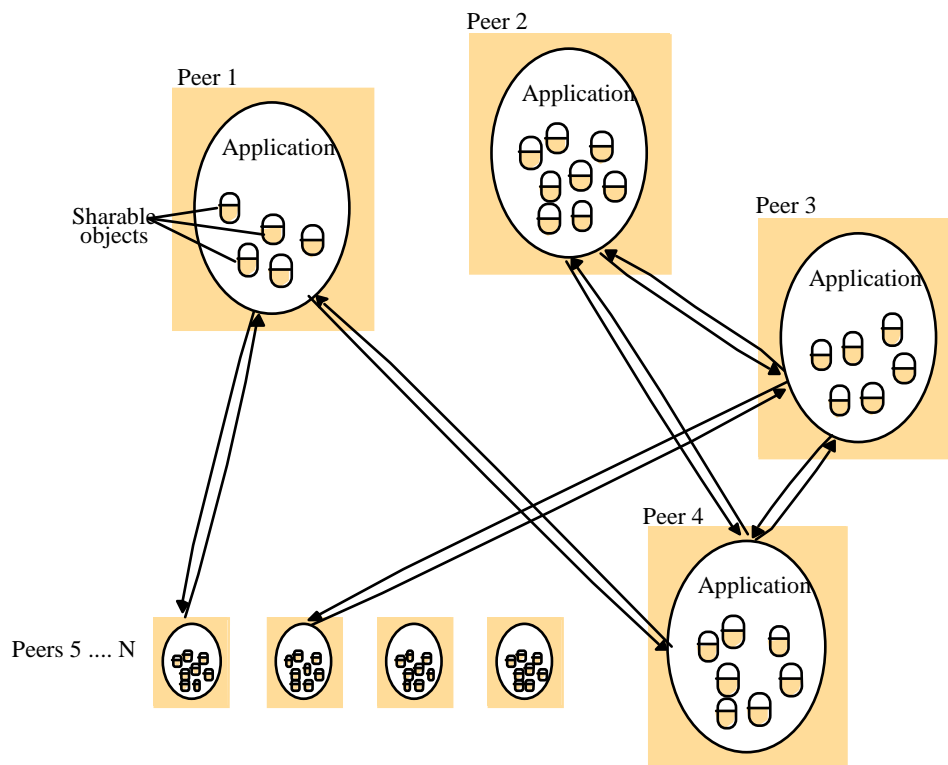 Peer 2
Peer 1
Application
Application
Sharable
objects
Peer 3
Application
Peer 4
Application
Peers 5 .... N